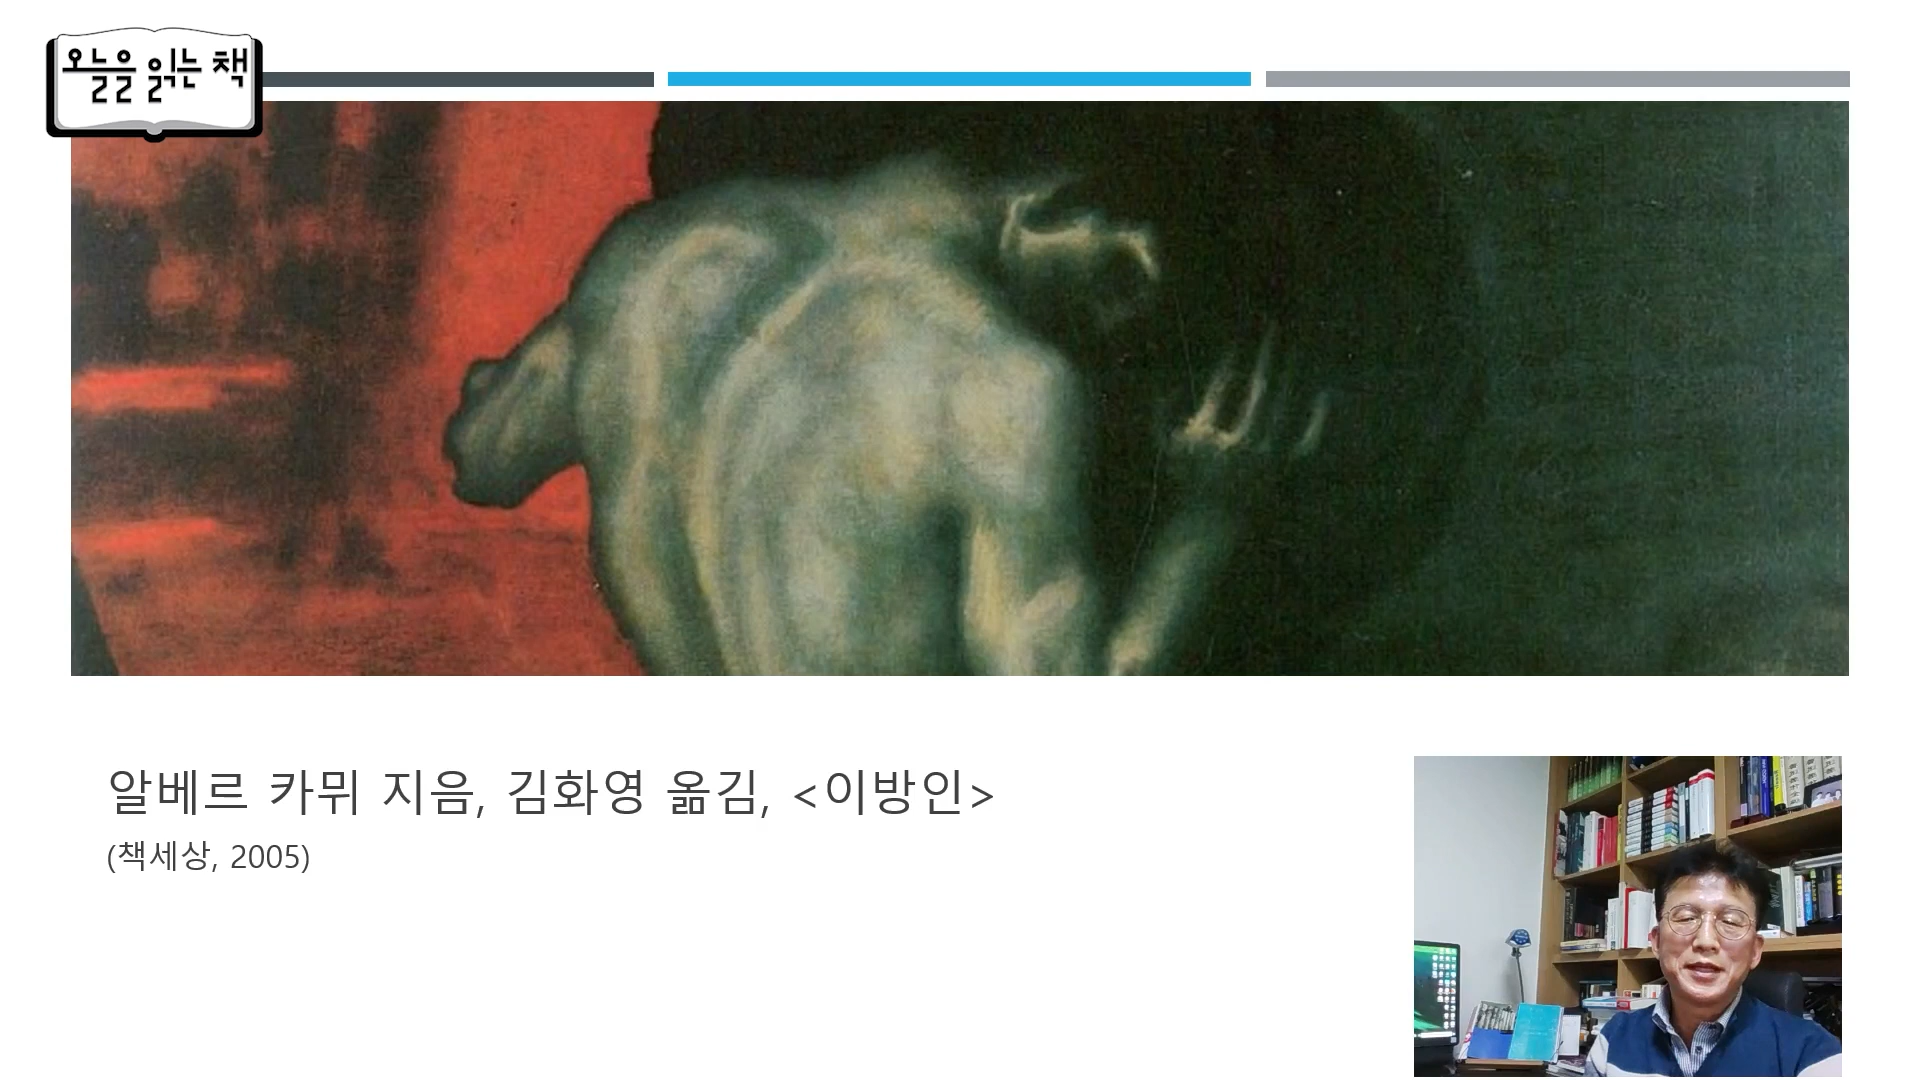 오늘을 읽는 책
알베르 카뮈 지음, 김화영 옮김, <이방인>
(책세상, 2005)